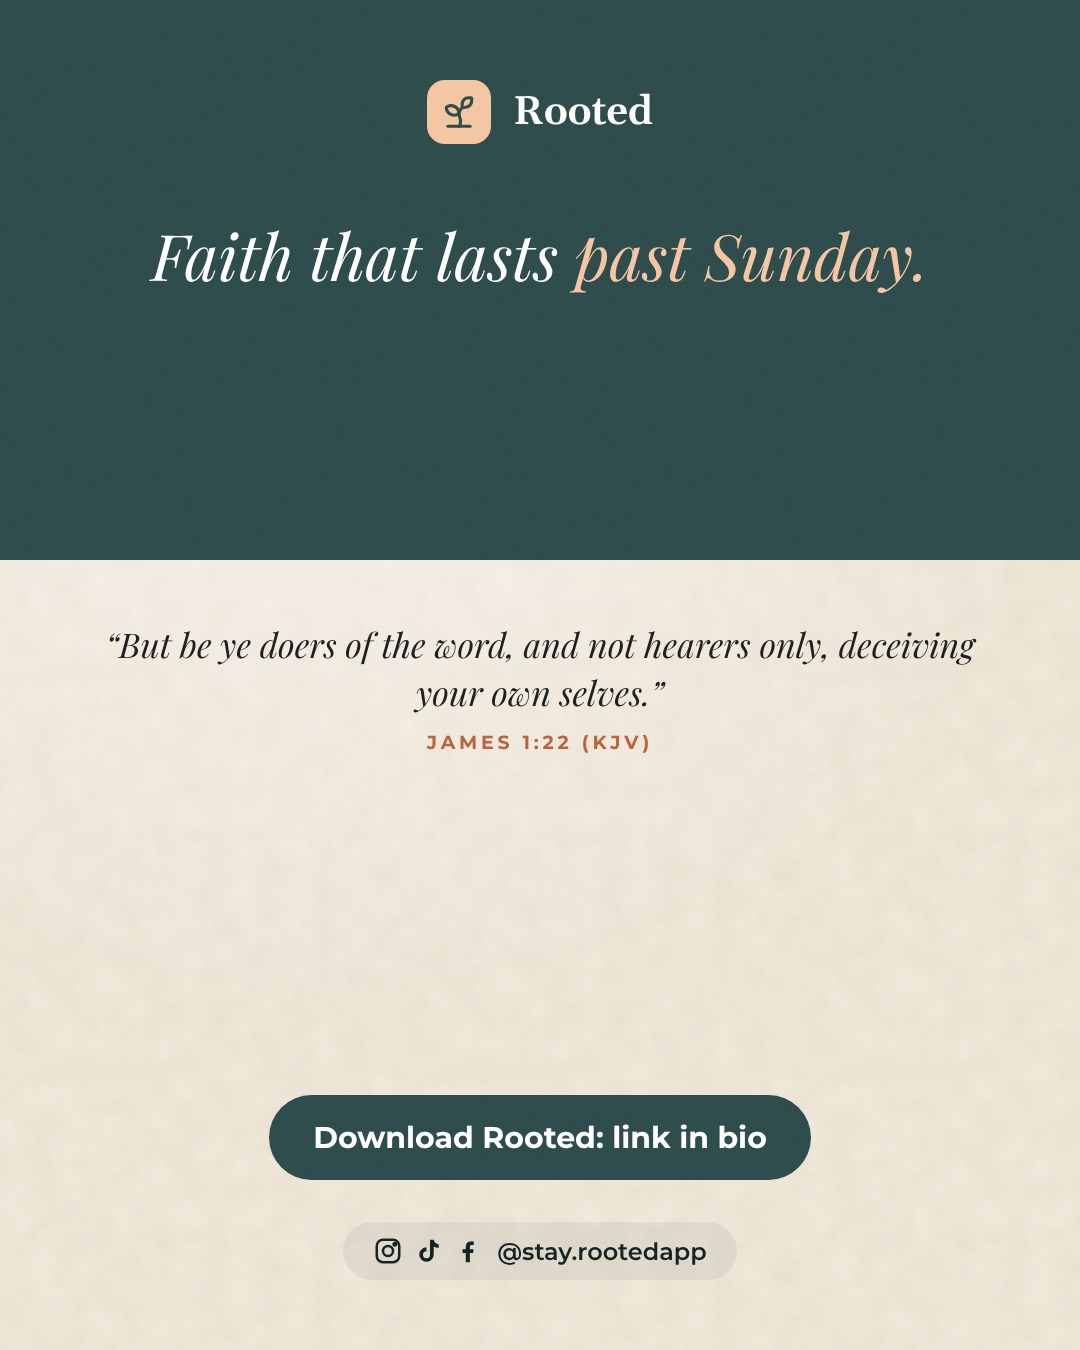 Rooted
Faith that lasts past Sunday.
“But be ye doers of the word, and not hearers only, deceiving
your own selves.”
JAMES 1:22 (KJV)
Download Rooted: link in bio
@stay.rootedapp